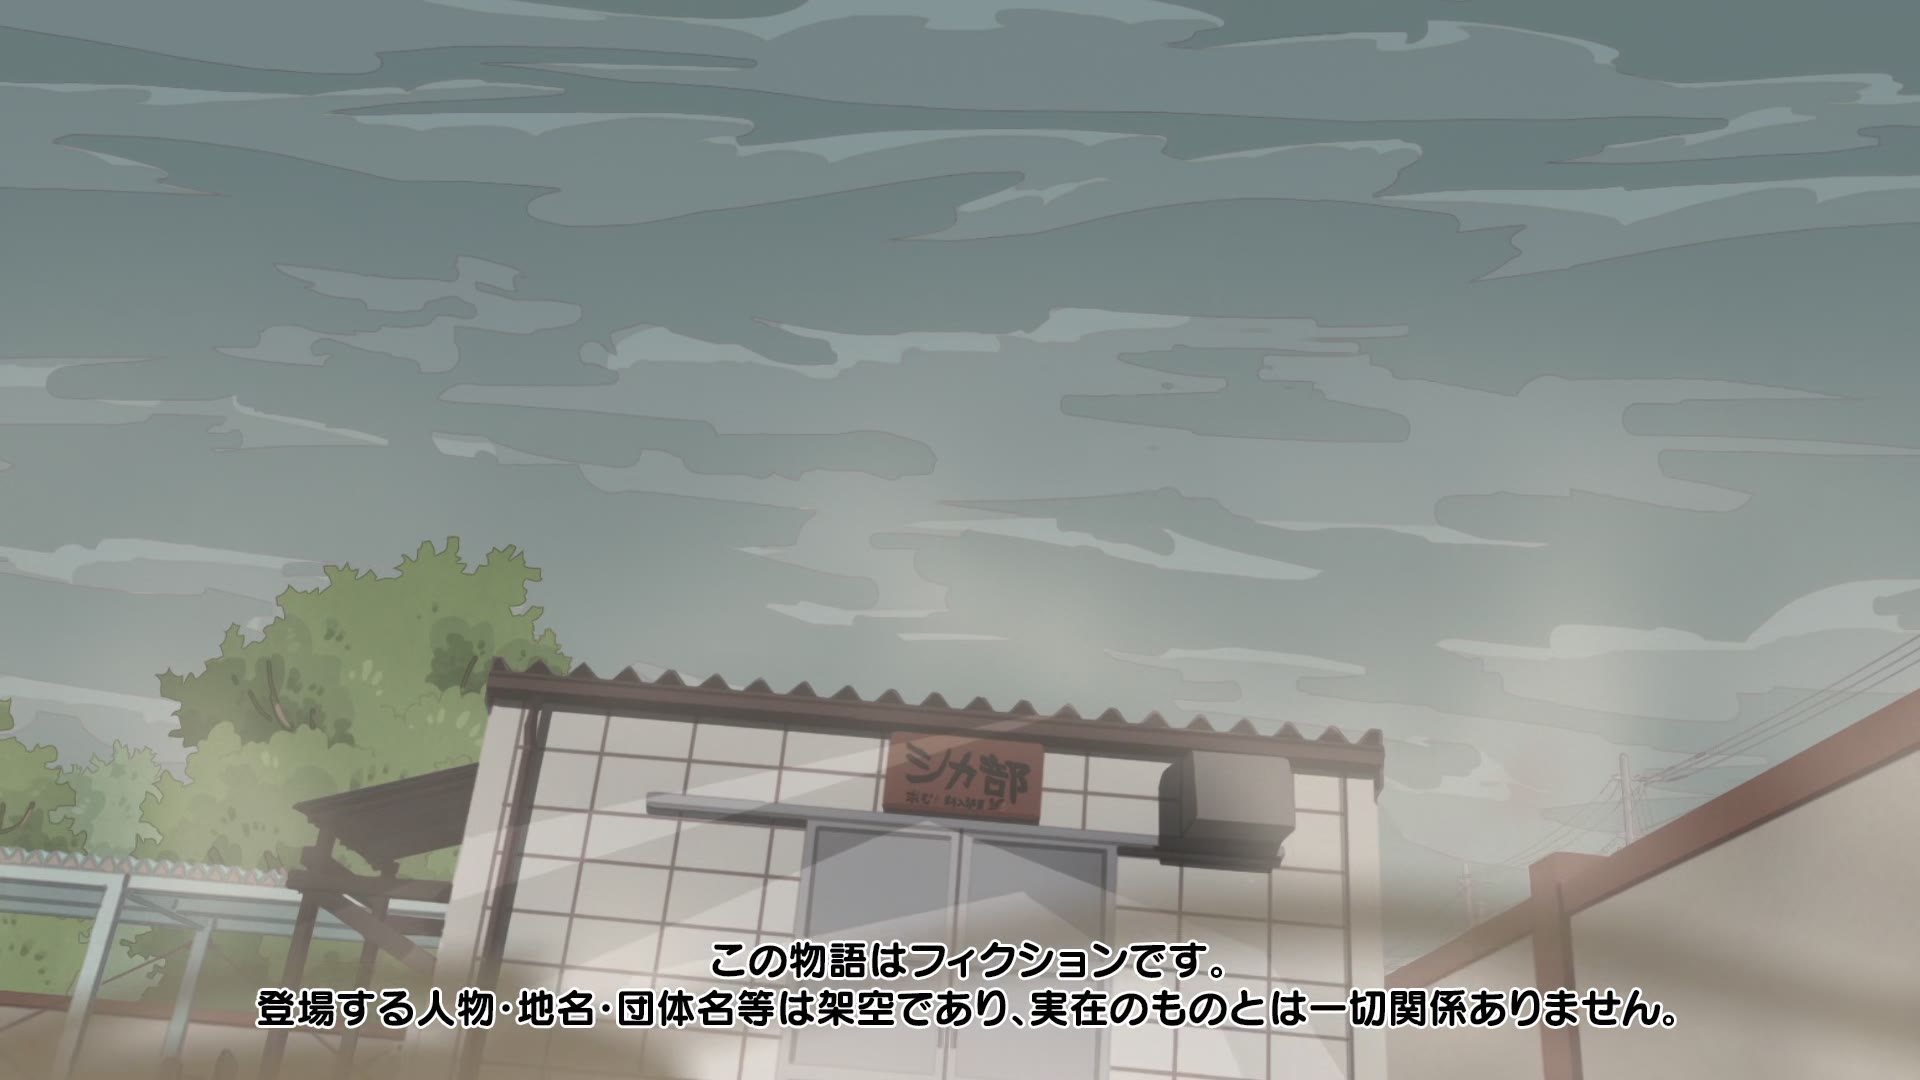 シカ部
この物語はフィクションです。
登場する人物・地名・団体名等は架空であり、実在のものとは一切関係ありません。